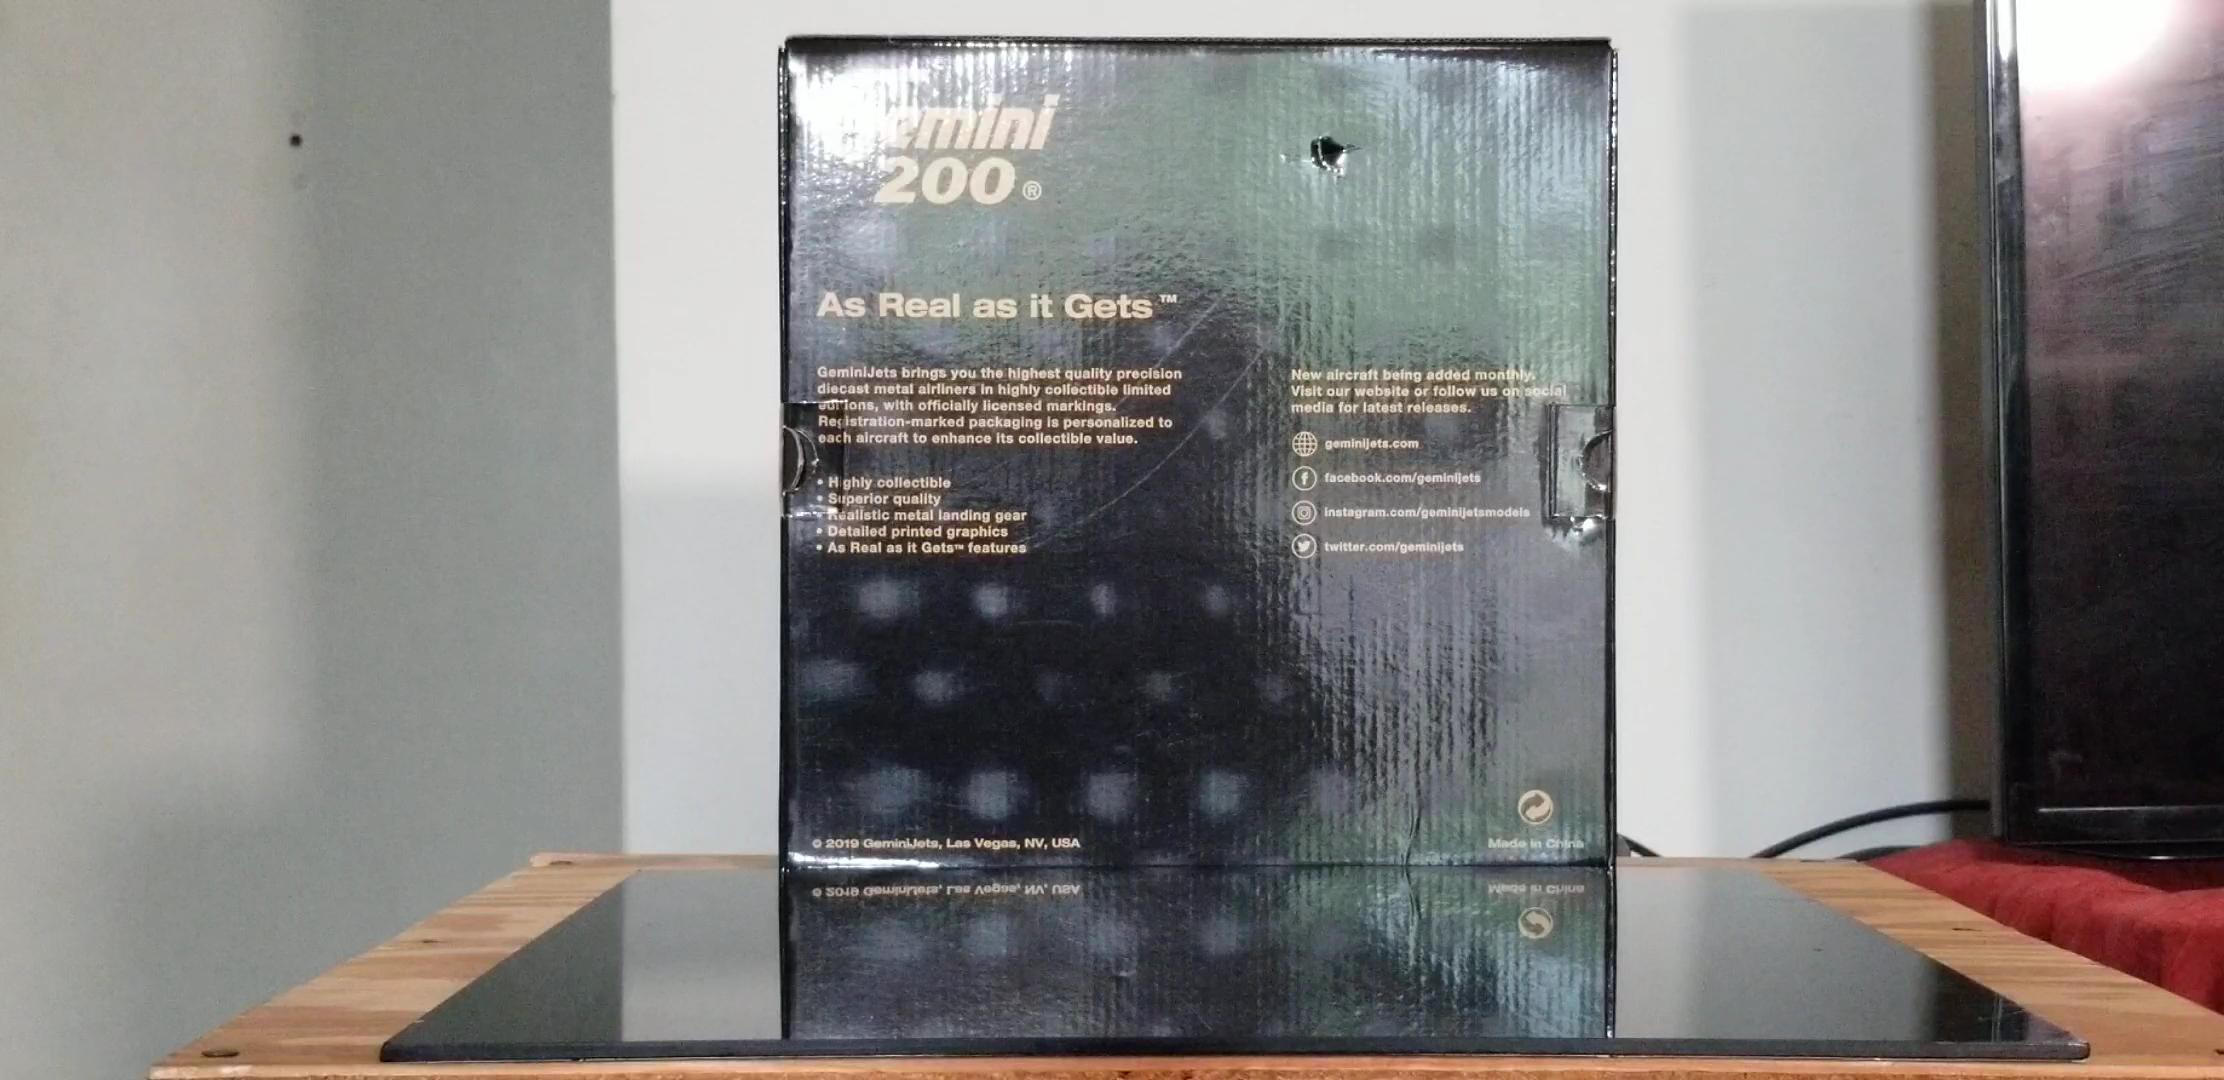 Gemini
200®
As Real as it Gets™
GeminiJets brings you the highest quality precision
diecast metal airliners in highly collectible limited
editions, with officially licensed markings.
Registration-marked packaging is personalized to
each aircraft to enhance its collectible value.
• Highly collectible
• Superior quality
• Realistic metal landing gear
• Detailed printed graphics
• As Real as it Gets™ features
New aircraft being added monthly.
Visit our website or follow us on social
media for latest releases.
geminijets.com
facebook.com/geminijets
instagram.com/geminijetsmodels
twitter.com/geminijets
© 2019 GeminiJets, Las Vegas, NV, USA
Made in China